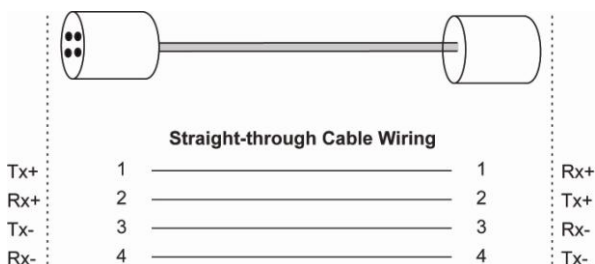 Straight-through Cable Wiring
Tx+ 1 1 Rx+
Rx+ 2 2 Tx+
Tx- 3 3 Rx-
Rx- 4 4 Tx-